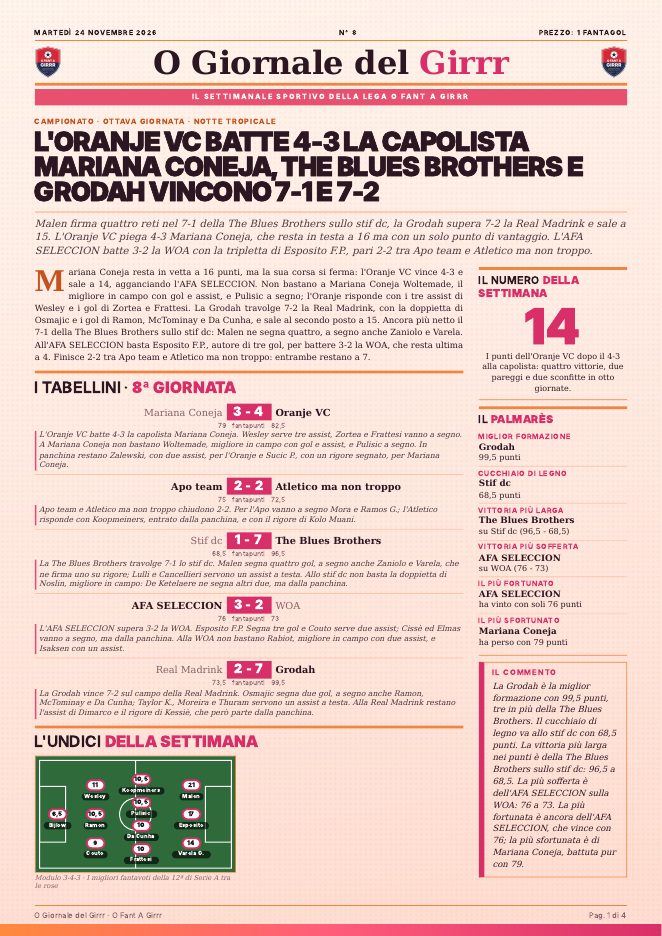 MARTEDÌ 24 NOVEMBRE 2026
N° 8
PREZZO: 1 FANTAGOL
O Giornale del Girrr
IL SETTIMANALE SPORTIVO DELLA LEGA O FANT A GIRRR
CAMPIONATO · OTTAVA GIORNATA · NOTTE TROPICALE
L'ORANJE VC BATTE 4-3 LA CAPOLISTA
MARIANA CONEJA, THE BLUES BROTHERS E
GRODAH VINCONO 7-1 E 7-2
Malen firma quattro reti nel 7-1 della The Blues Brothers sullo stif dc, la Grodah supera 7-2 la Real Madrink e sale a
15. L'Oranje VC piega 4-3 Mariana Coneja, che resta in testa a 16 ma con un solo punto di vantaggio. L'AFA
SELECCION batte 3-2 la WOA con la tripletta di Esposito F.P., pari 2-2 tra Apo team e Atletico ma non troppo.
Mariana Coneja resta in vetta a 16 punti, ma la sua corsa si ferma: l'Oranje VC vince 4-3 e
sale a 14, agganciando l'AFA SELECCION. Non bastano a Mariana Coneja Woltemade, il
migliore in campo con gol e assist, e Pulisic a segno; l'Oranje risponde con i tre assist di
Wesley e i gol di Zortea e Frattesi. La Grodah travolge 7-2 la Real Madrink, con la doppietta di
Osmajic e i gol di Ramon, McTominay e Da Cunha, e sale al secondo posto a 15. Ancora più netto il
7-1 della The Blues Brothers sullo stif dc: Malen ne segna quattro, a segno anche Zaniolo e Varela.
All'AFA SELECCION basta Esposito F.P., autore di tre gol, per battere 3-2 la WOA, che resta ultima
a 4. Finisce 2-2 tra Apo team e Atletico ma non troppo: entrambe restano a 7.
I TABELLINI · 8ª GIORNATA
Mariana Coneja 3 - 4 Oranje VC
79 fantapunti 82,5
L'Oranje VC batte 4-3 la capolista Mariana Coneja. Wesley serve tre assist, Zortea e Frattesi vanno a segno.
A Mariana Coneja non bastano Woltemade, migliore in campo con gol e assist, e Pulisic a segno. In
panchina restano Zalewski, con due assist, per l'Oranje e Sucic P., con un rigore segnato, per Mariana
Coneja.
Apo team 2 - 2 Atletico ma non troppo
75 fantapunti 72,5
Apo team e Atletico ma non troppo chiudono 2-2. Per l'Apo vanno a segno Mora e Ramos G.; l'Atletico
risponde con Koopmeiners, entrato dalla panchina, e con il rigore di Kolo Muani.
Stif dc 1 - 7 The Blues Brothers
68,5 fantapunti 96,5
La The Blues Brothers travolge 7-1 lo stif dc. Malen segna quattro gol, a segno anche Zaniolo e Varela, che
ne firma uno su rigore; Lulli e Cancellieri servono un assist a testa. Allo stif dc non basta la doppietta di
Noslin, migliore in campo: De Ketelaere ne segna altri due, ma dalla panchina.
AFA SELECCION 3 - 2 WOA
76 fantapunti 73
L'AFA SELECCION supera 3-2 la WOA. Esposito F.P. Segna tre gol e Couto serve due assist; Cissè ed Elmas
vanno a segno, ma dalla panchina. Alla WOA non bastano Rabiot, migliore in campo con due assist, e
Isaksen con un assist.
Real Madrink 2 - 7 Grodah
73,5 fantapunti 99,5
La Grodah vince 7-2 sul campo della Real Madrink. Osmajic segna due gol, a segno anche Ramon,
McTominay e Da Cunha; Taylor K., Moreira e Thuram servono un assist a testa. Alla Real Madrink restano
l'assist di Dimarco e il rigore di Kessiè, che però parte dalla panchina.
L'UNDICI DELLA SETTIMANA
10,5
Koopmeiners
11
Wesley
21
Malen
10,5
Pulisic
6,5
Bijlow
10,5
Ramon
17
Esposito
10
Da Cunha
9
Couto
10
Frattesi
14
Varela G.
Modulo 3-4-3 · I migliori fantavoti della 12ª di Serie A tra
le rose
IL NUMERO DELLA
SETTIMANA
14
I punti dell'Oranje VC dopo il 4-3
alla capolista: quattro vittorie, due
pareggi e due sconfitte in otto
giornate.
IL PALMARÈS
MIGLIOR FORMAZIONE
Grodah
99,5 punti
CUCCHIAIO DI LEGNO
Stif dc
68,5 punti
VITTORIA PIÙ LARGA
The Blues Brothers
su Stif dc (96,5 - 68,5)
VITTORIA PIÙ SOFFERTA
AFA SELECCION
su WOA (76 - 73)
IL PIÙ FORTUNATO
AFA SELECCION
ha vinto con soli 76 punti
IL PIÙ SFORTUNATO
Mariana Coneja
ha perso con 79 punti
IL COMMENTO
La Grodah è la miglior
formazione con 99,5 punti,
tre in più della The Blues
Brothers. Il cucchiaio di
legno va allo stif dc con 68,5
punti. La vittoria più larga
nei punti è della The Blues
Brothers sullo stif dc: 96,5 a
68,5. La più sofferta è
dell'AFA SELECCION sulla
WOA: 76 a 73. La più
fortunata è ancora dell'AFA
SELECCION, che vince con
76; la più sfortunata è di
Mariana Coneja, battuta pur
con 79.
O Giornale del Girrr · O Fant A Girrr
Pag. 1 di 4